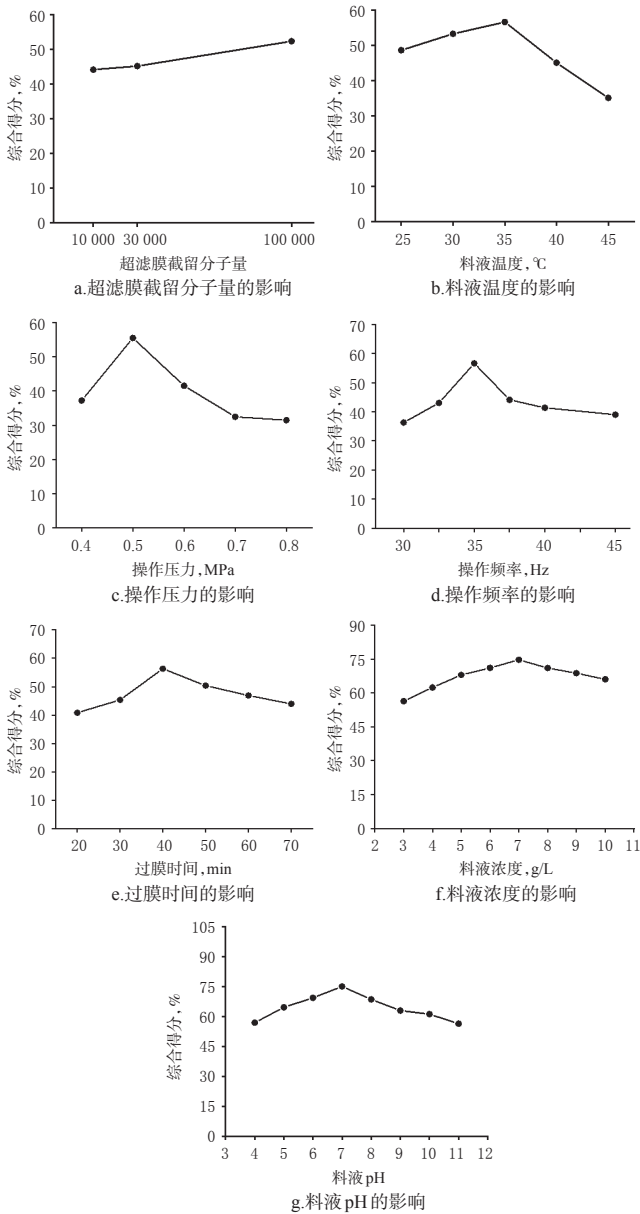 60
50
40
30
20
10
0
综合得分, %
10 000 30 000 100 000
超滤膜截留分子量
a.超滤膜截留分子量的影响
60
50
40
30
20
10
0
综合得分, %
25 30 35 40 45
料液温度, ℃
b.料液温度的影响
60
50
40
30
20
10
0
综合得分, %
0.4 0.5 0.6 0.7 0.8
操作压力, MPa
c.操作压力的影响
70
60
50
40
30
20
10
0
综合得分, %
30 35 40 45
操作频率, Hz
d.操作频率的影响
70
60
50
40
30
20
10
0
综合得分, %
20 30 40 50 60 70
过膜时间, min
e.过膜时间的影响
90
75
60
45
30
15
0
综合得分, %
2 3 4 5 6 7 8 9 10 11
料液浓度, g/L
f.料液浓度的影响
105
90
75
60
45
30
15
0
综合得分, %
3 4 5 6 7 8 9 10 11 12
料液 pH
g.料液 pH 的影响